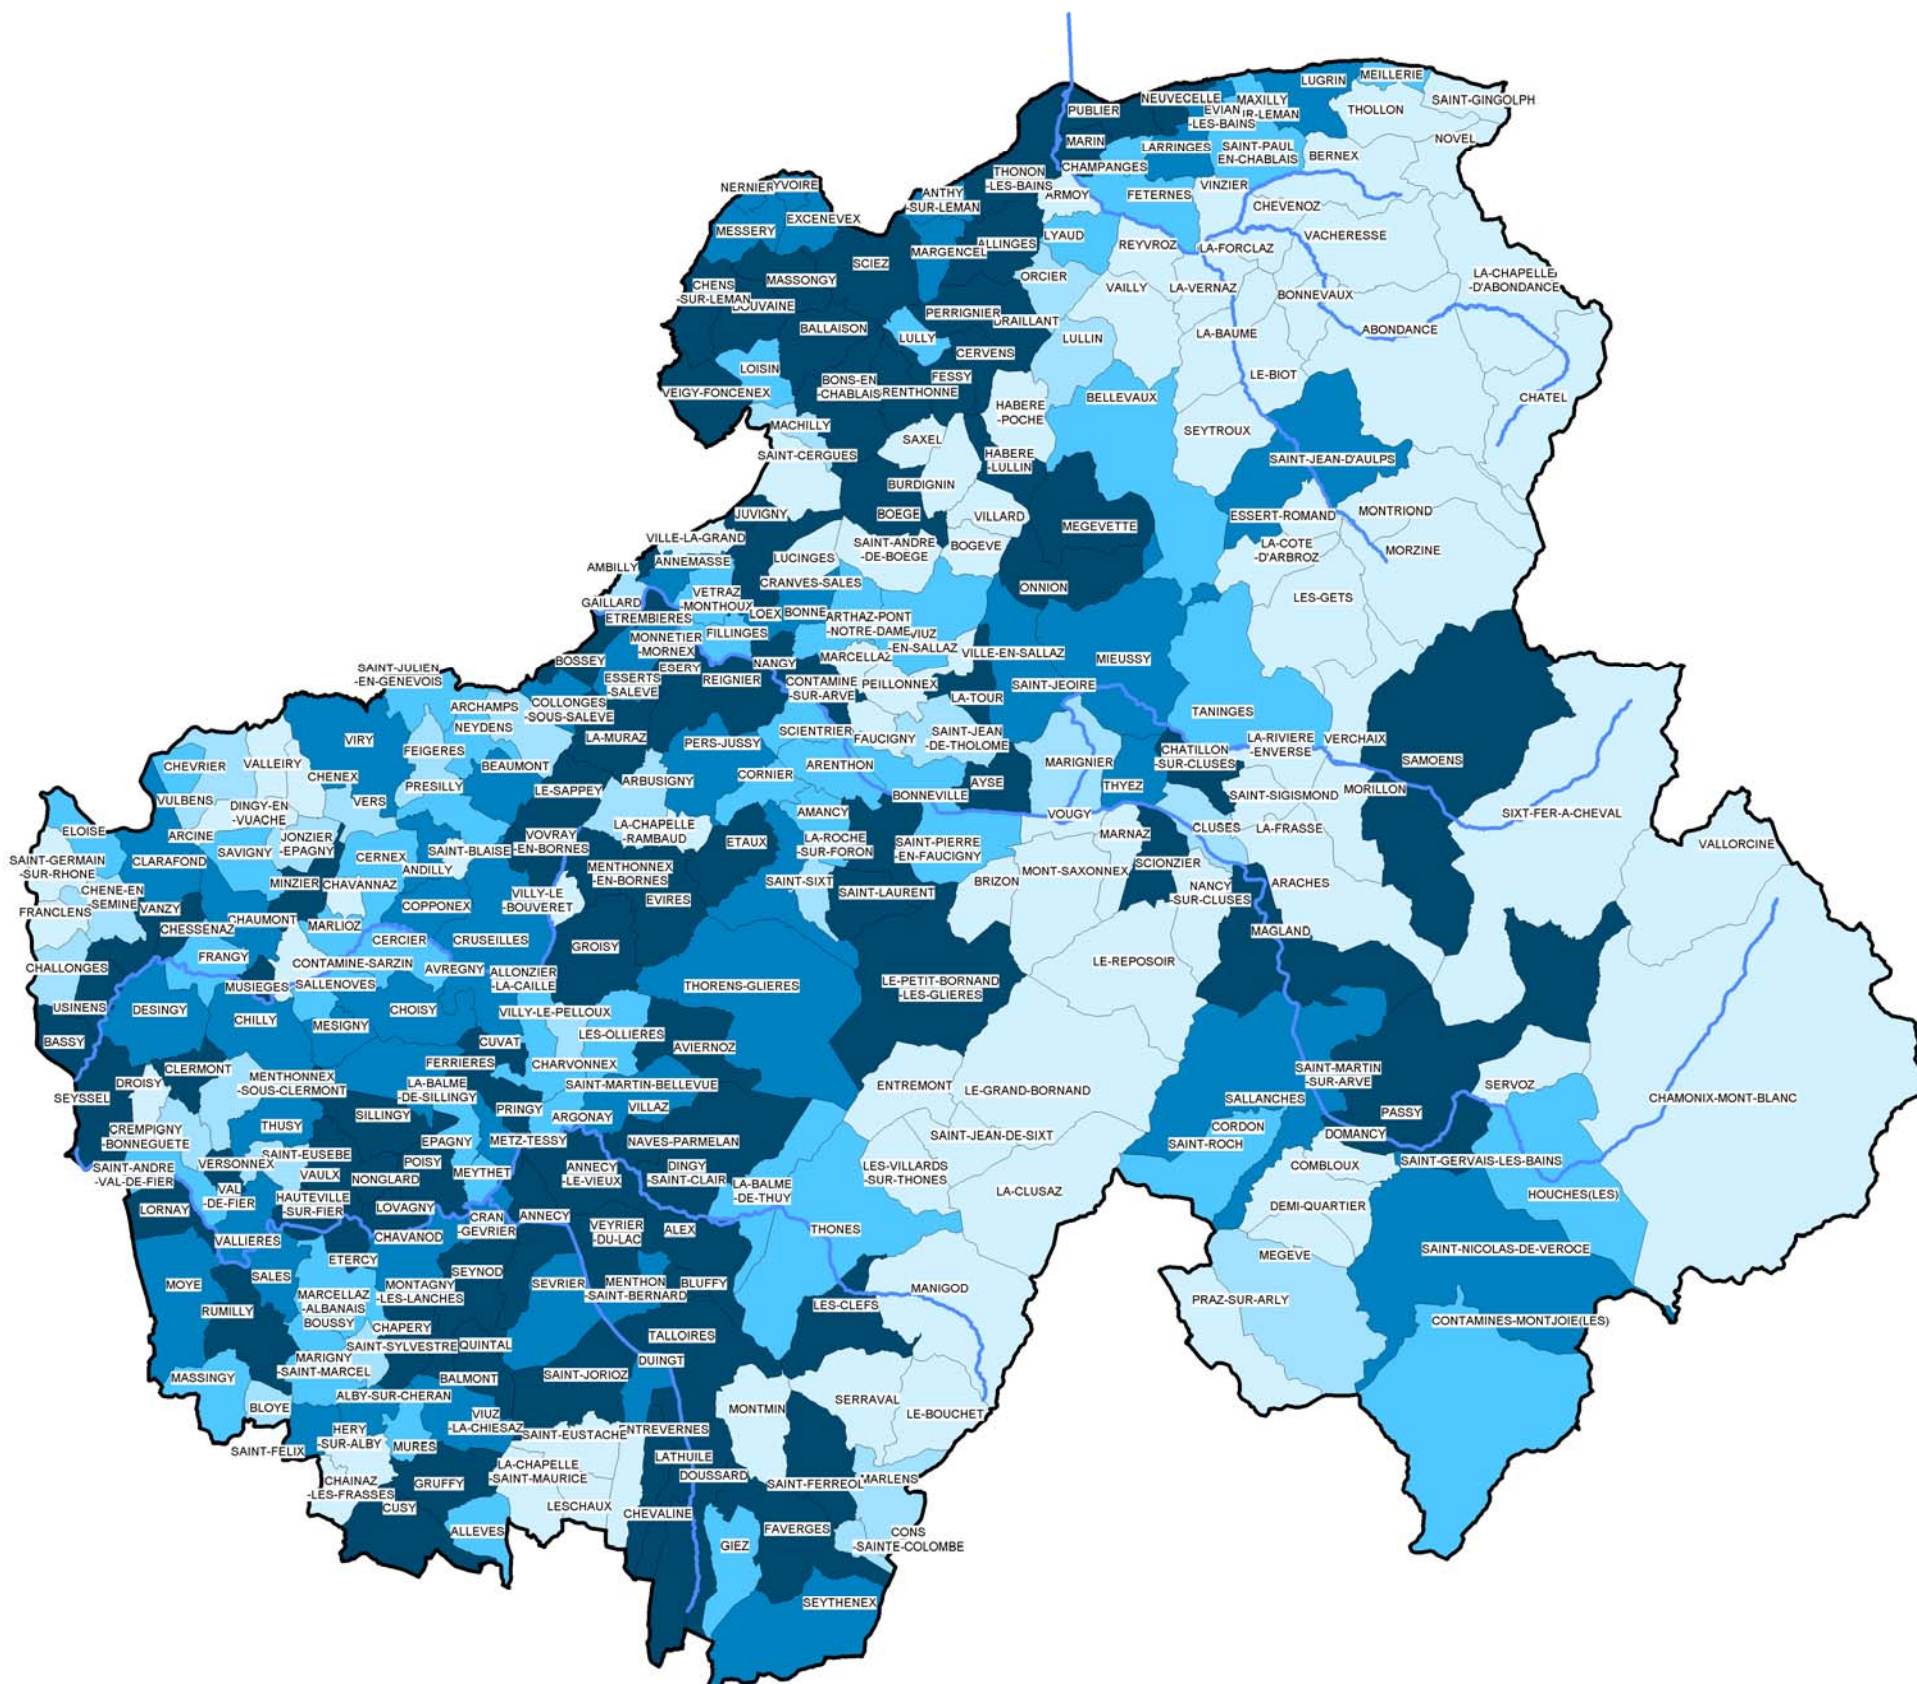 LUGRIN
MEILLERIE
NEUVECELLE
MAXILLY
SAINT-GINGOLPH
PUBLIER
EVIAN
UR-LEMAN
THOLLON
-LES-BAINS
MARIN
NOVEL
LARRINGES
SAINT-PAUL
EN-CHABLAIS
BERNEX
CHAMPANGES
THONON
-LES-BAINS
NERNIER
YVOIRE
ANTHY
-SUR-LEMAN
ARMOY
FETERNES
VINZIER
CHEVENOZ
EXCENEVEX
MESSERY
LYAUD
VACHERESSE
ALLINGES
REYVROZ
LA-FORCLAZ
MARGENCEL
SCIEZ
ORCIER
LA-CHAPELLE
-D'ABONDANCE
MASSONGY
CHENS
-SUR-LEMAN
VAILLY
LA-VERNAZ
BONNEVAUX
DOUVAINE
PERRIGNIER
DRAILLANT
BALLAISON
LULLY
LULLIN
LA-BAUME
ABONDANCE
CERVENS
LOISIN
FESSY
LE-BIOT
BONS-EN
-CHABLAIS
BRENTHONNE
VEIGY-FONCENEX
BELLEVAUX
CHATEL
HABERE
-POCHE
MACHILLY
SEYTROUX
SAXEL
SAINT-CERGUES
HABERE
-LULLIN
SAINT-JEAN-D'AULPS
BURDIGNIN
JUVIGNY
BOEGE
VILLARD
MEGEVETTE
ESSERT-ROMAND
MONTRIOND
VILLE-LA-GRAND
SAINT-ANDRE
-DE-BOEGE
BOGEVE
LA-COTE
-D'ARBROZ
MORZINE
ANNEMASSE
LUCINGES
AMBILLY
CRANVES-SALES
ONNION
LES-GETS
GAILLARD
VETRAZ
-MONTHOUX
LOEX
BONNE
ETREMBIERES
ARTHAZ-PONT
-NOTRE-DAME
VIUZ
-EN-SALLAZ
MONNETIER
-MORNEX
FILLINGES
MARCELLAZ
VILLE-EN-SALLAZ
MIEUSSY
BOSSEY
ESERY
NANGY
SAINT-JULIEN
-EN-GENEVOIS
ESSERTS
-SALEVE
REIGNIER
CONTAMINE
-SUR-ARVE
PEILLONNEX
SAINT-JEOIRE
ARCHAMPS
COLLONGES
-SOUS-SALEVE
LA-TOUR
TANINGES
NEYDENS
SCIENTRIER
FAUCIGNY
SAINT-JEAN
-DE-THOLOME
VIRY
FEIGERES
LA-MURAZ
PERS-JUSSY
LA-RIVIERE
-ENVERSE
VERCHAIX
CHATILLON
-SUR-CLUSES
CHEVRIER
VALLEIRY
CHENEX
BEAUMONT
ARENTHON
MARIGNIER
SAMOENS
CORNIER
ARBUSIGNY
AYSE
THYEZ
PRESILLY
LE-SAPPEY
BONNEVILLE
SAINT-SIGISMOND
MORILLON
VULBENS
DINGY-EN
-VUACHE
VERS
AMANCY
VOUGY
SIXT-FER-A-CHEVAL
ELOISE
ARCINE
JONZIER
-EPAGNY
LA-CHAPELLE
-RAMBAUD
CLUSES
LA-FRASSE
VOVRAY
-EN-BORNES
ETAUX
LA-ROCHE
-SUR-FORON
SAINT-PIERRE
-EN-FAUCIGNY
MARNAZ
VALLORCINE
SAVIGNY
CERNEX
SAINT-BLAISE
SAINT-GERMAIN
-SUR-RHONE
CLARAFOND
ANDILLY
MENTHONNEX
-EN-BORNES
SCIONZIER
MONT-SAXONNEX
MINZIER
CHAVANNAZ
SAINT-SIXT
BRIZON
ARACHES
CHENE-EN
-SEMINE
VILLY-LE
-BOUVERET
EVIRES
SAINT-LAURENT
NANCY
-SUR-CLUSES
FRANCLENS
VANZY
COPPONEX
CHAUMONT
MARLIOZ
CHESSENAZ
MAGLAND
CERCIER
CRUSEILLES
GROISY
FRANGY
CONTAMINE-SARZIN
LE-REPOSOIR
CHALLONGES
AVREGNY
ALLONZIER
-LA-CAILLE
THORENS-GLIERES
LE-PETIT-BORNAND
-LES-GLIERES
MUSIEGES
SALLENOVES
USINENS
DESINGY
CHOISY
VILLY-LE-PELLOUX
CHILLY
MESIGNY
LES-OLLIERES
BASSY
CUVAT
AVIERNOZ
FERRIERES
CHARVONNEX
CLERMONT
DROISY
MENTHONNEX
-SOUS-CLERMONT
LA-BALME
-DE-SILLINGY
SAINT-MARTIN-BELLEVUE
ENTREMONT
LE-GRAND-BORNAND
SAINT-MARTIN
-SUR-ARVE
SERVOZ
SEYSSEL
SALLANCHES
CHAMONIX-MONT-BLANC
SILLINGY
PRINGY
VILLAZ
PASSY
THUSY
ARGONAY
CREMPIGNY
-BONNEGUETE
EPAGNY
METZ-TESSY
NAVES-PARMELAN
SAINT-JEAN-DE-SIXT
CORDON
DOMANCY
SAINT-ROCH
SAINT-EUSEBE
POISY
VERSONNEX
SAINT-GERVAIS-LES-BAINS
SAINT-ANDRE
-VAL-DE-FIER
VAULX
NONGLARD
MEYTHET
ANNECY
-LE-VIEUX
DINGY
-SAINT-CLAIR
LES-VILLARDS
-SUR-THONES
COMBLOUX
VAL
-DE-FIER
LA-BALME
-DE-THUY
LA-CLUSAZ
HOUCHES(LES)
HAUTEVILLE
-SUR-FIER
LOVAGNY
LORNAY
DEMI-QUARTIER
CRAN
-GEVRIER
ANNECY
VEYRIER
-DU-LAC
ALEX
THONES
VALLIERES
CHAVANOD
SAINT-NICOLAS-DE-VEROCE
MEGEVE
ETERCY
SALES
SEYNOD
MOYE
MONTAGNY
-LES-LANCHES
SEVRIER
MENTHON
-SAINT-BERNARD
BLUFFY
MANIGOD
MARCELLAZ
-ALBANAIS
PRAZ-SUR-ARLY
RUMILLY
LES-CLEFS
BOUSSY
CHAPERY
CONTAMINES-MONTJOIE(LES)
TALLOIRES
SAINT-SYLVESTRE
QUINTAL
DUINGT
MARIGNY
-SAINT-MARCEL
SAINT-JORIOZ
MASSINGY
BALMONT
ALBY-SUR-CHERAN
SERRAVAL
BLOYE
MONTMIN
LE-BOUCHET
VIUZ
-LA-CHIESAZ
HERY
-SUR-ALBY
SAINT-EUSTACHE
ENTREVERNES
SAINT-FELIX
MURES
LATHUILE
LA-CHAPELLE
-SAINT-MAURICE
DOUSSARD
CHAINAZ
-LES-FRASSES
GRUFFY
SAINT-FERREOL
MARLENS
CUSY
LESCHAUX
CHEVALINE
ALLEVES
FAVERGES
CONS
-SAINTE-COLOMBE
GIEZ
SEYTHENEX